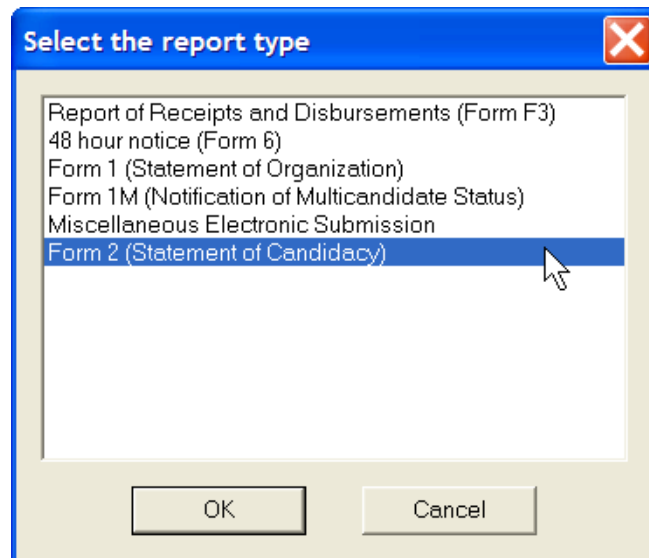 Select the report type
Report of Receipts and Disbursements (Form F3)
48 hour notice (Form 6)
Form 1 (Statement of Organization)
Form 1M (Notification of Multicandidate Status)
Miscellaneous Electronic Submission
Form 2 (Statement of Candidacy)
OK Cancel